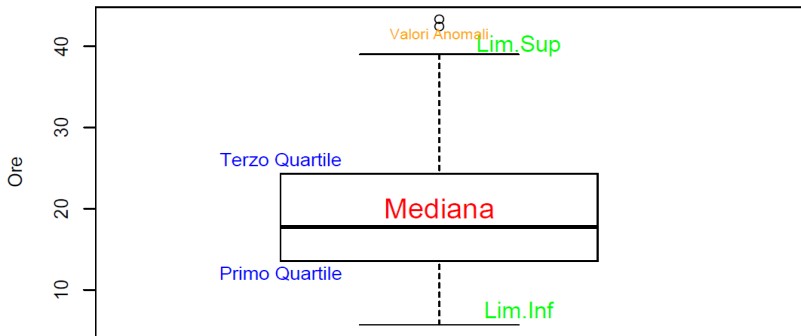 Valori Anomali
Lim.Sup
40
30
Terzo Quartile
Ore
20
Mediana
Primo Quartile
10
Lim.Inf